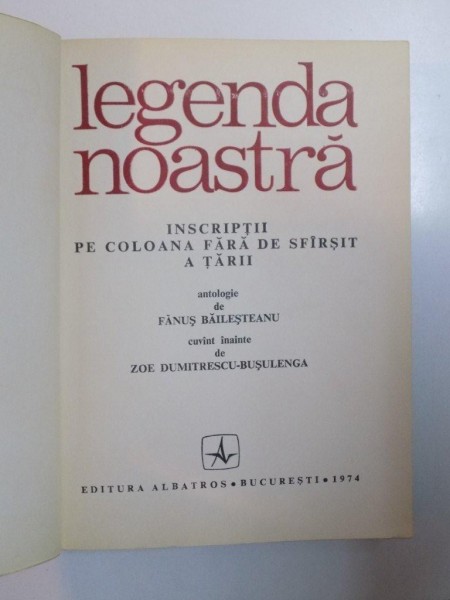 legenda
noastră
INSCRIPȚII
PE COLOANA FĂRĂ DE SFÎRȘIT
A ȚĂRII
antologie
de
FĂNUȘ BĂILEȘTEANU
cuvînt înainte
de
ZOE DUMITRESCU-BUȘULENGA
EDITURA ALBATROS • BUCUREȘTI • 1974